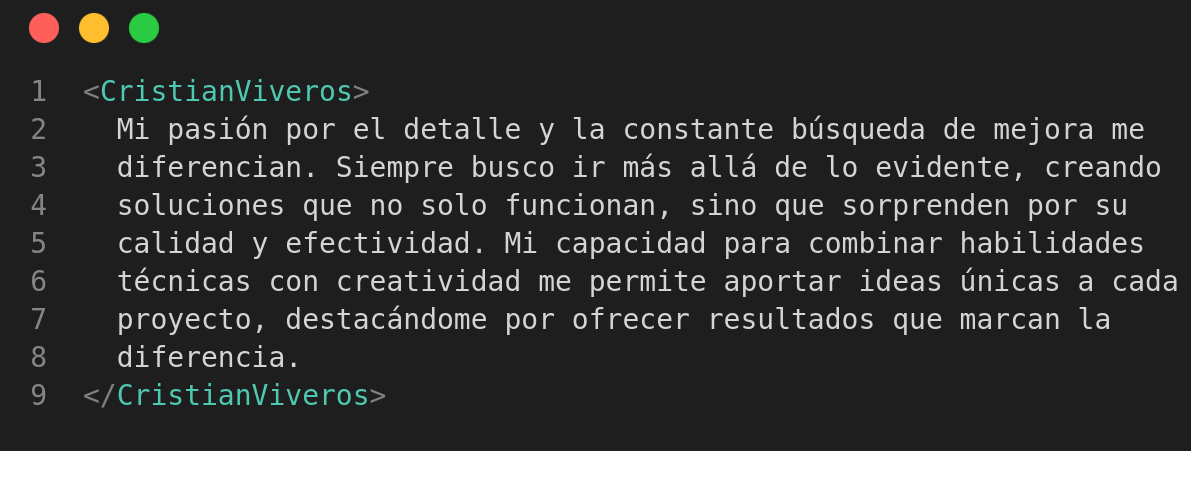 1 <CristianViveros>
2 Mi pasión por el detalle y la constante búsqueda de mejora me
3 diferencian. Siempre busco ir más allá de lo evidente, creando
4 soluciones que no solo funcionan, sino que sorprenden por su
5 calidad y efectividad. Mi capacidad para combinar habilidades
6 técnicas con creatividad me permite aportar ideas únicas a cada
7 proyecto, destacándome por ofrecer resultados que marcan la
8 diferencia.
9 </CristianViveros>